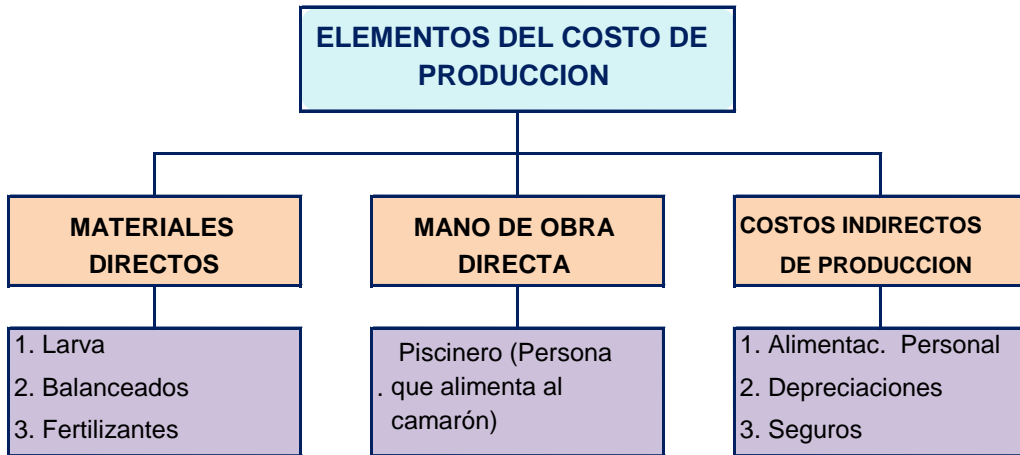 ELEMENTOS DEL COSTO DE
PRODUCCION
MATERIALES
DIRECTOS
MANO DE OBRA
DIRECTA
COSTOS INDIRECTOS
DE PRODUCCION
1. Larva
2. Balanceados
3. Fertilizantes
Piscinero (Persona
. que alimenta al
camarón)
1. Alimentac. Personal
2. Depreciaciones
3. Seguros